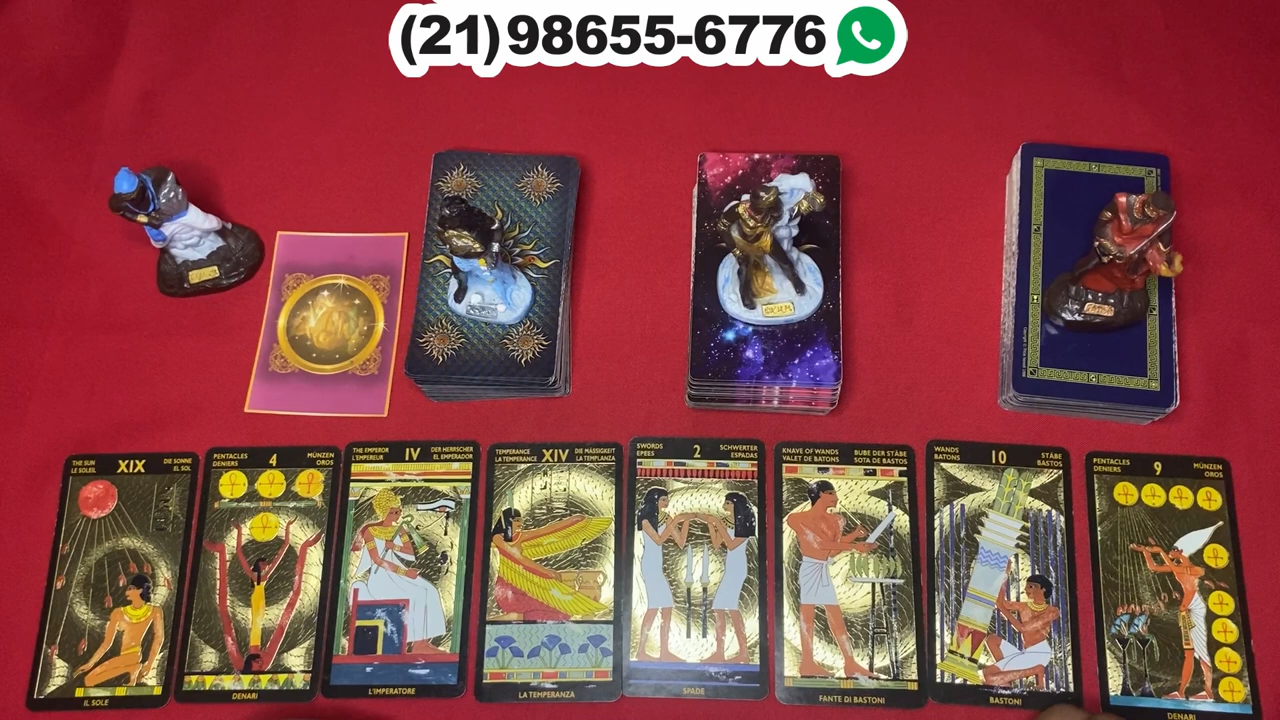 (21)98655-6776
THE SUN
LE SOLEIL
XIX
DIE SONNE
EL SOL
IL SOLE
PENTACLES
DENIERS
4
MÜNZEN
OROS
DENARI
THE EMPEROR
L'EMPEREUR
IV
DER HERRSCHER
EL EMPERADOR
L'IMPERATORE
TEMPERANCE
LA TEMPERANCE
XIV
DIE MÄSSIGKEIT
LA TEMPLANZA
LA TEMPERANZA
SWORDS
EPEES
2
SCHWERTER
ESPADAS
SPADE
KNAVE OF WANDS
VALET DE BATONS
BUBE DER STÄBE
SOTA DE BASTOS
FANTE DI BASTONI
WANDS
BATONS
10
STÄBE
BASTOS
BASTONI
PENTACLES
DENIERS
9
MÜNZEN
OROS
DENARI